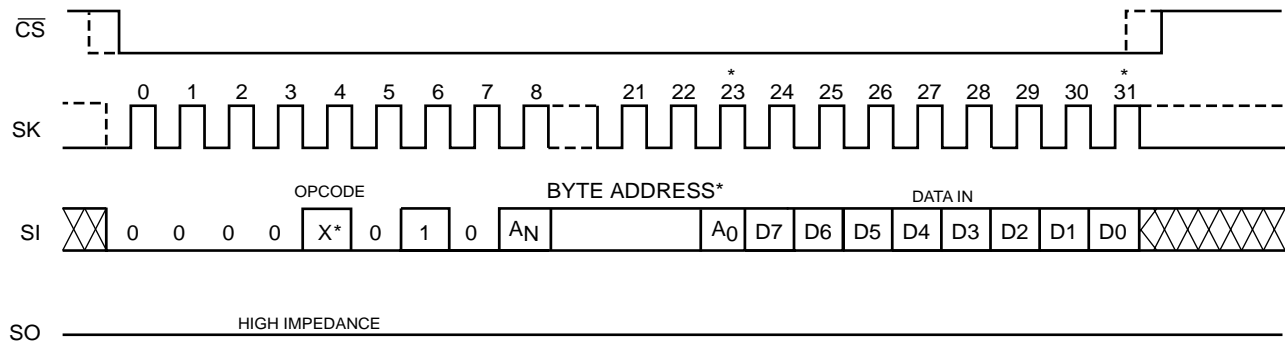 CS
* *
0 1 2 3 4 5 6 7 8 21 22 23 24 25 26 27 28 29 30 31
SK
OPCODE BYTE ADDRESS* DATA IN
SI 0 0 0 0 X* 0 1 0 AN A0 D7 D6 D5 D4 D3 D2 D1 D0
HIGH IMPEDANCE
SO